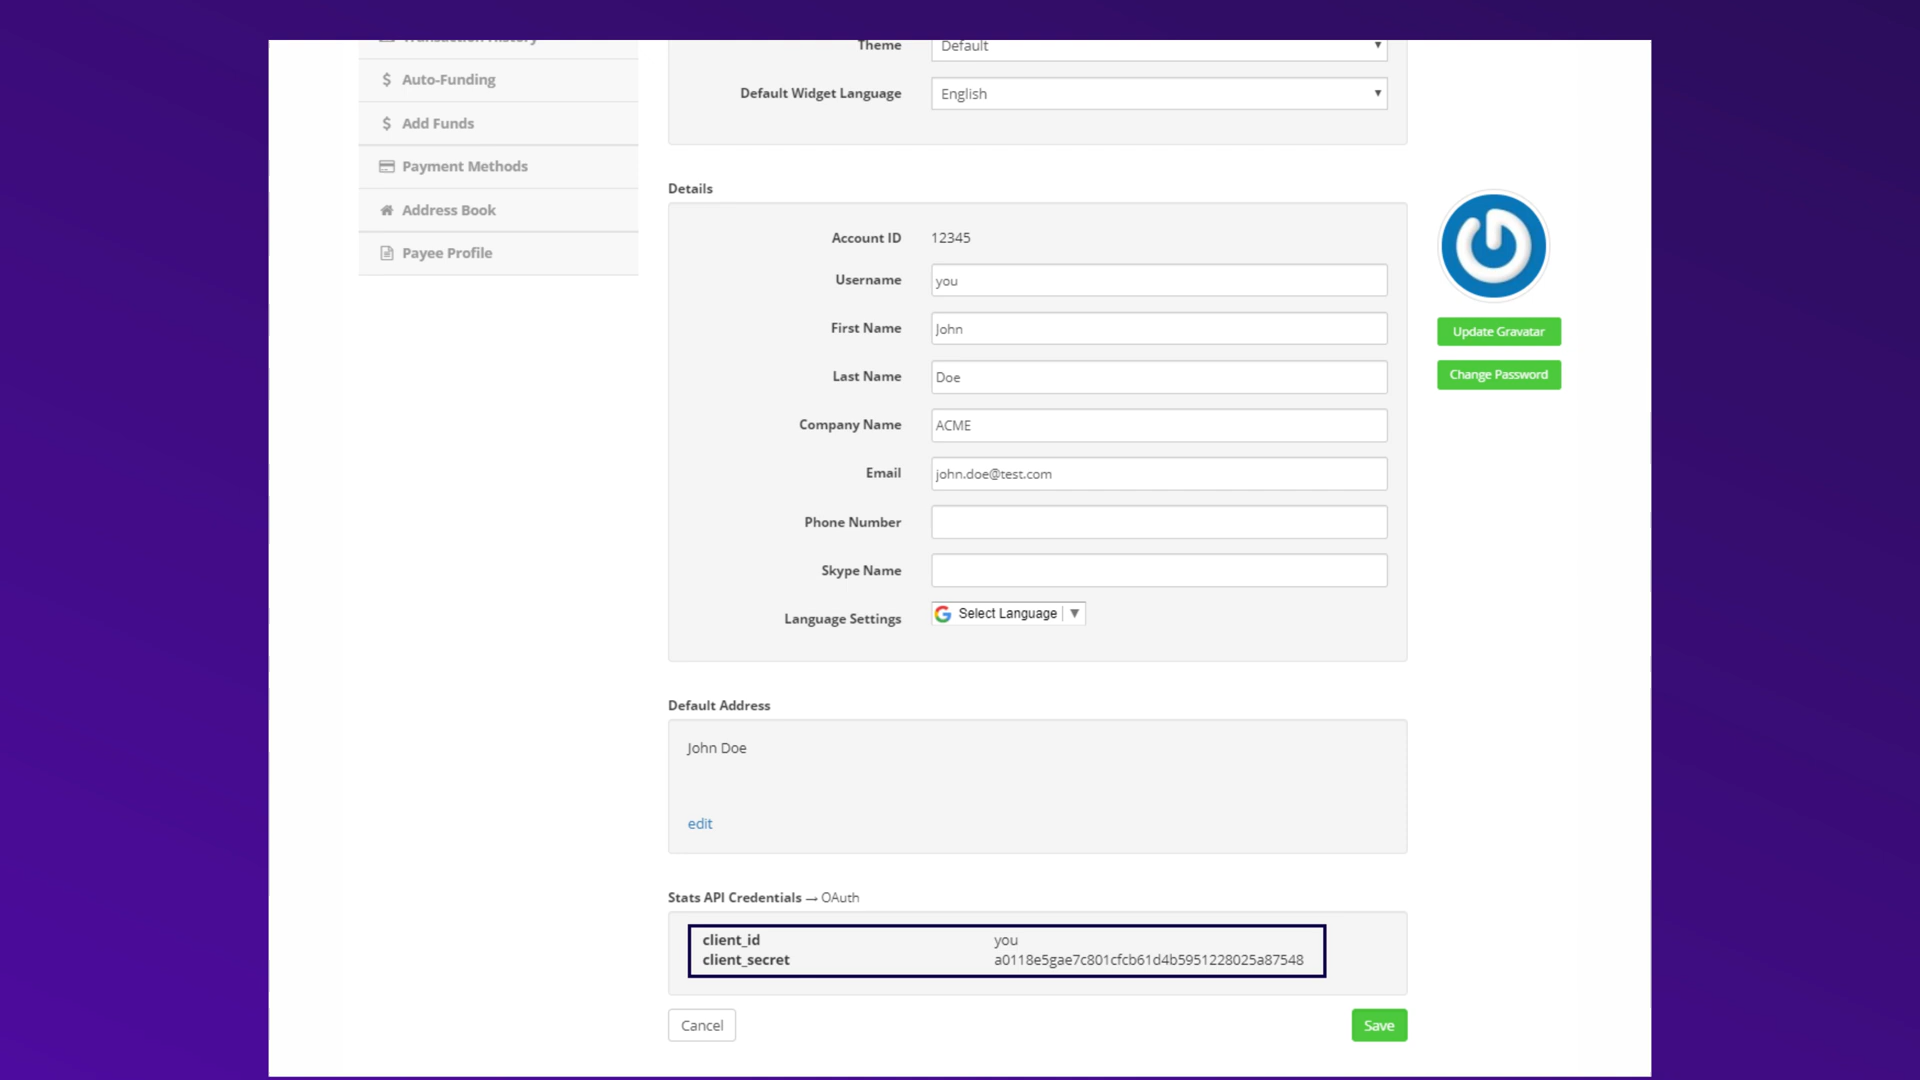 Transaction History
$ Auto-Funding
$ Add Funds
Payment Methods
Address Book
Payee Profile
Theme Default
Default Widget Language English
Details
Account ID 12345
Username you
First Name John
Last Name Doe
Company Name ACME
Email john.doe@test.com
Phone Number
Skype Name
Language Settings G Select Language
Update Gravatar
Change Password
Default Address
John Doe
edit
Stats API Credentials → OAuth
client_id you
client_secret a0118e5gae7c801cfcb61d4b5951228025a87548
Cancel
Save